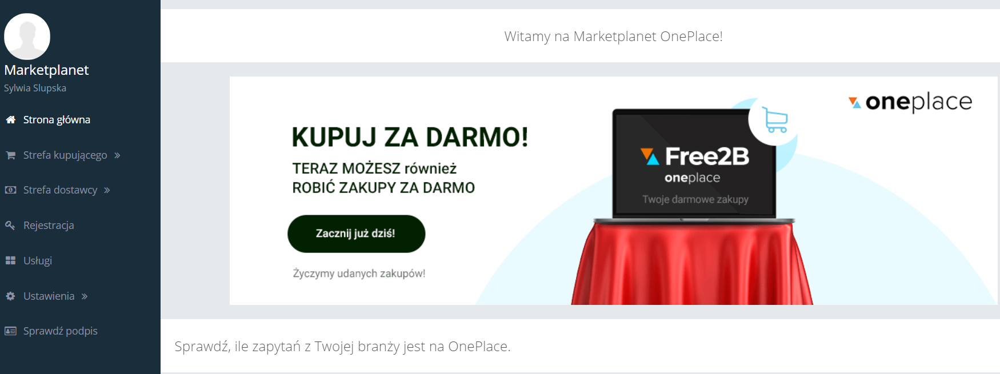 Marketplanet
Sylwia Slupska
Strona główna
Strefa kupującego »
Strefa dostawcy »
Rejestracja
Usługi
Ustawienia »
Sprawdź podpis
Witamy na Marketplanet OnePlace!
oneplace
KUPUJ ZA DARMO!
TERAZ MOŻESZ również
ROBIĆ ZAKUPY ZA DARMO
Zacznij już dziś!
Życzymy udanych zakupów!
Free2B
oneplace
Twoje darmowe zakupy
Sprawdź, ile zapytań z Twojej branży jest na OnePlace.